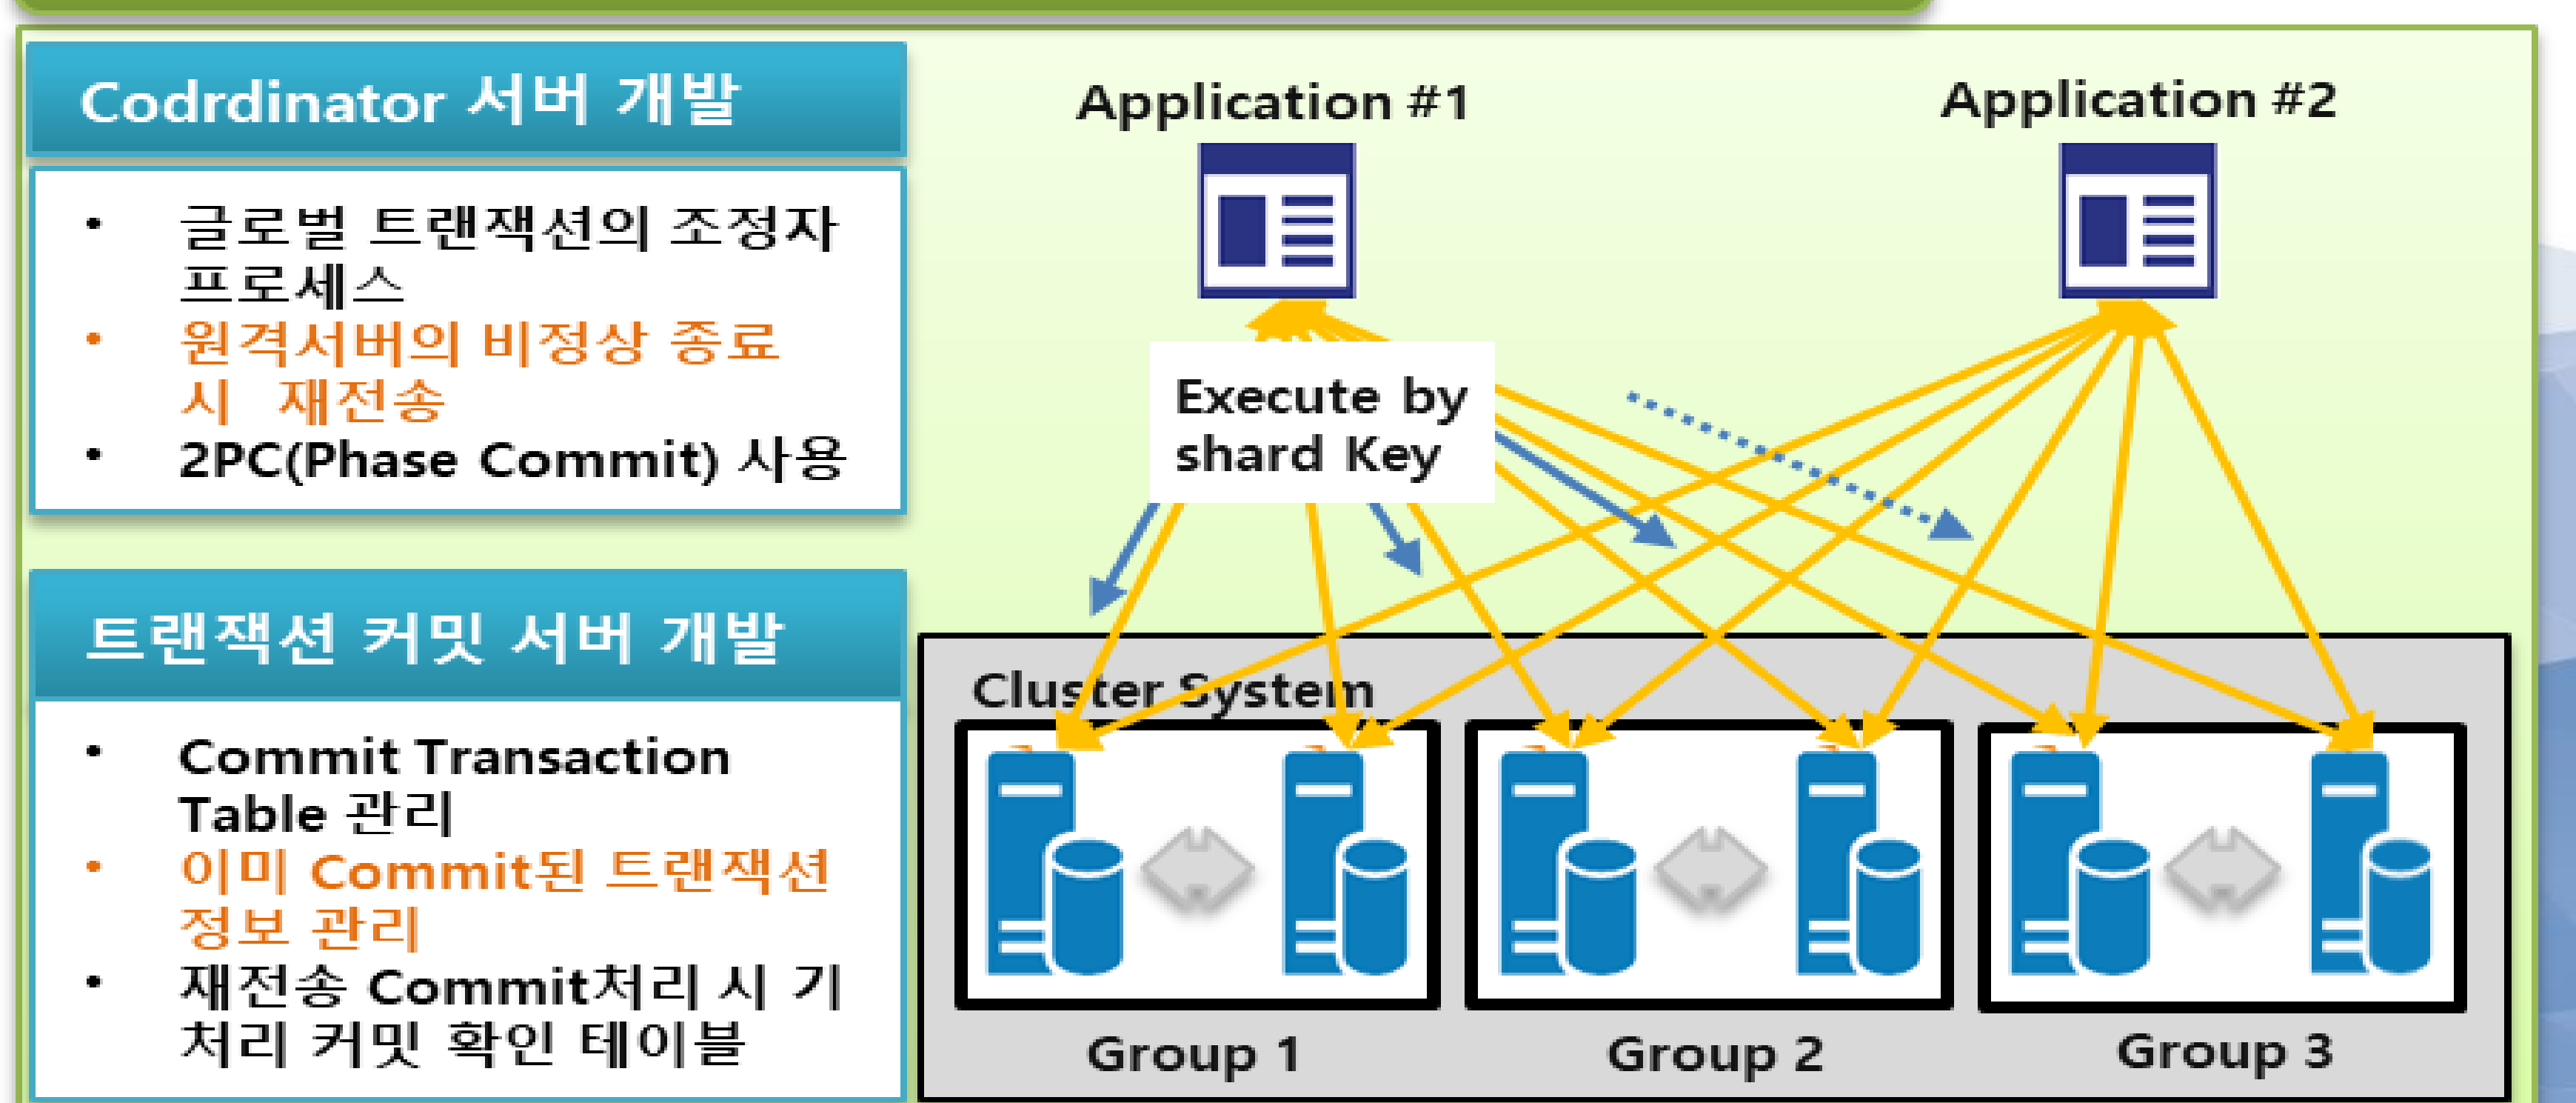 Codrdinator 서버 개발
• 글로벌 트랜잭션의 조정자
프로세스
• 원격서버의 비정상 종료
시 재전송
• 2PC(Phase Commit) 사용
트랜잭션 커밋 서버 개발
• Commit Transaction
Table 관리
• 이미 Commit된 트랜잭션
정보 관리
• 재전송 Commit처리 시 기
처리 커밋 확인 테이블
Application #1
Application #2
Execute by
shard Key
Cluster System
Group 1
Group 2
Group 3